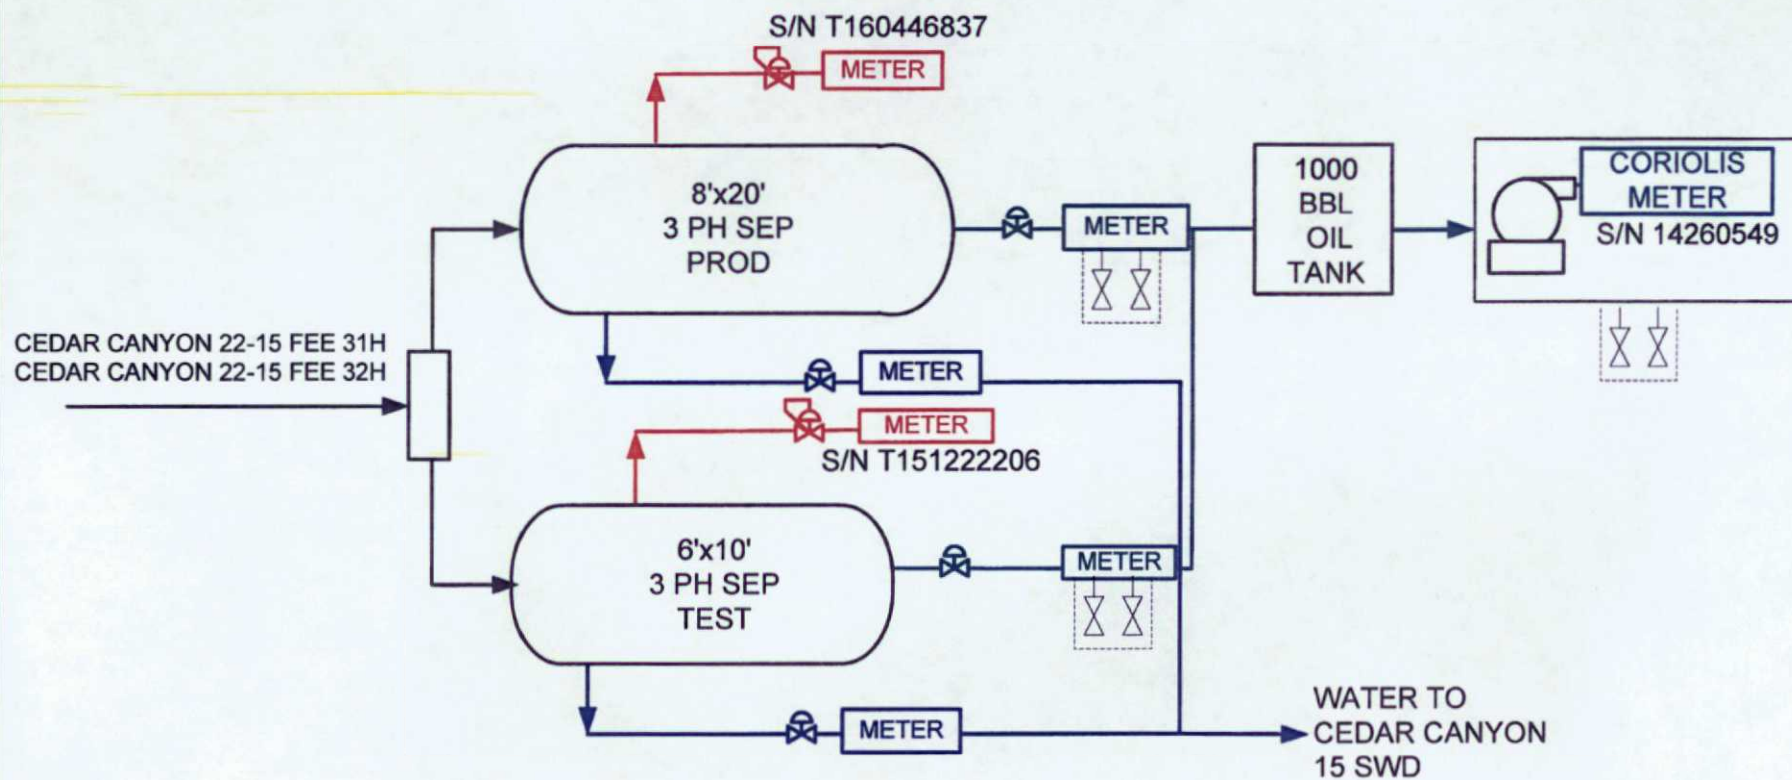 S/N T160446837
METER
8'x20'
3 PH SEP
PROD
METER
1000
BBL
OIL
TANK
CORIOLIS
METER
S/N 14260549
CEDAR CANYON 22-15 FEE 31H
CEDAR CANYON 22-15 FEE 32H
METER
METER
S/N T151222206
6'x10'
3 PH SEP
TEST
METER
METER
WATER TO
CEDAR CANYON
15 SWD